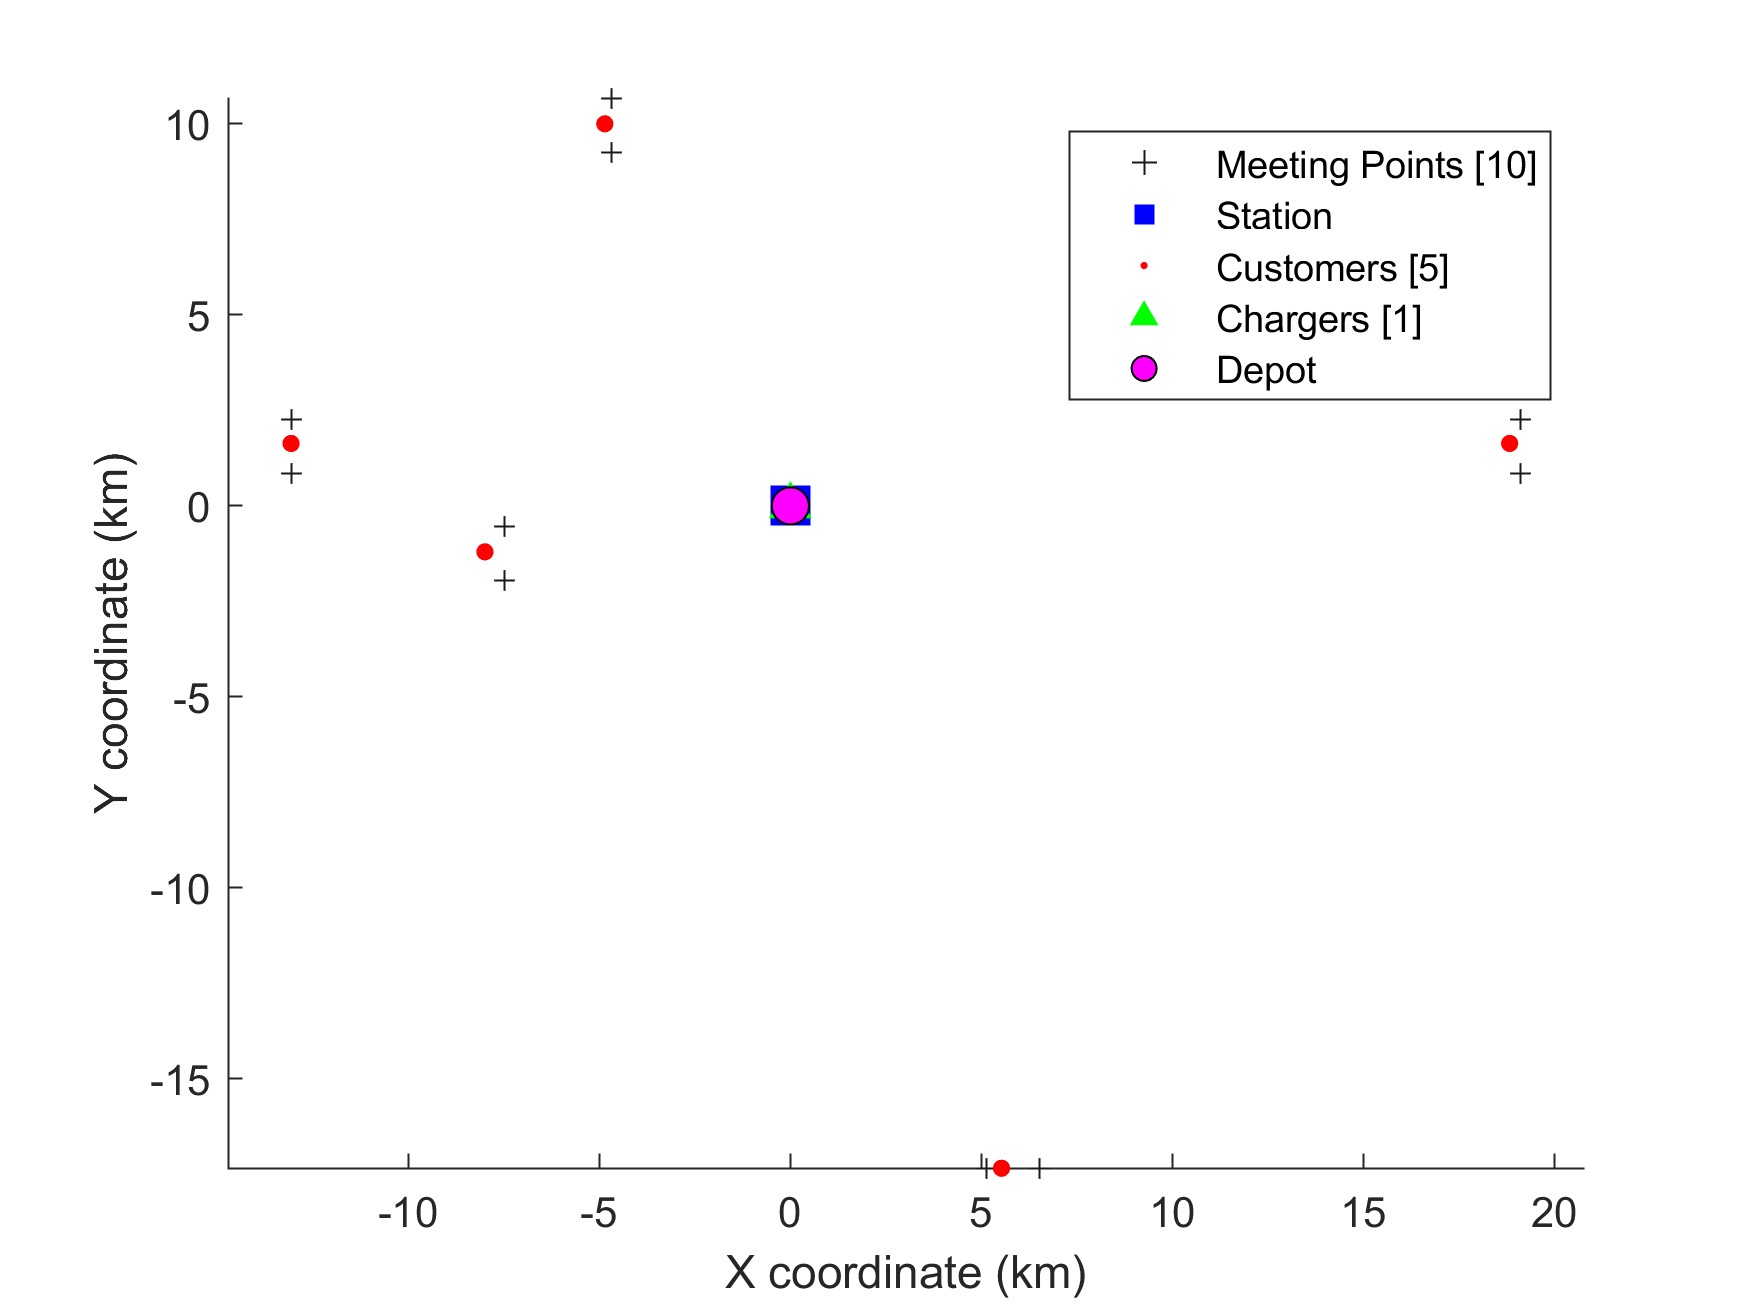 10
5
0
-5
-10
-15
Y coordinate (km)
Meeting Points [10]
Station
Customers [5]
Chargers [1]
Depot
-10 -5 0 5 10 15 20
X coordinate (km)